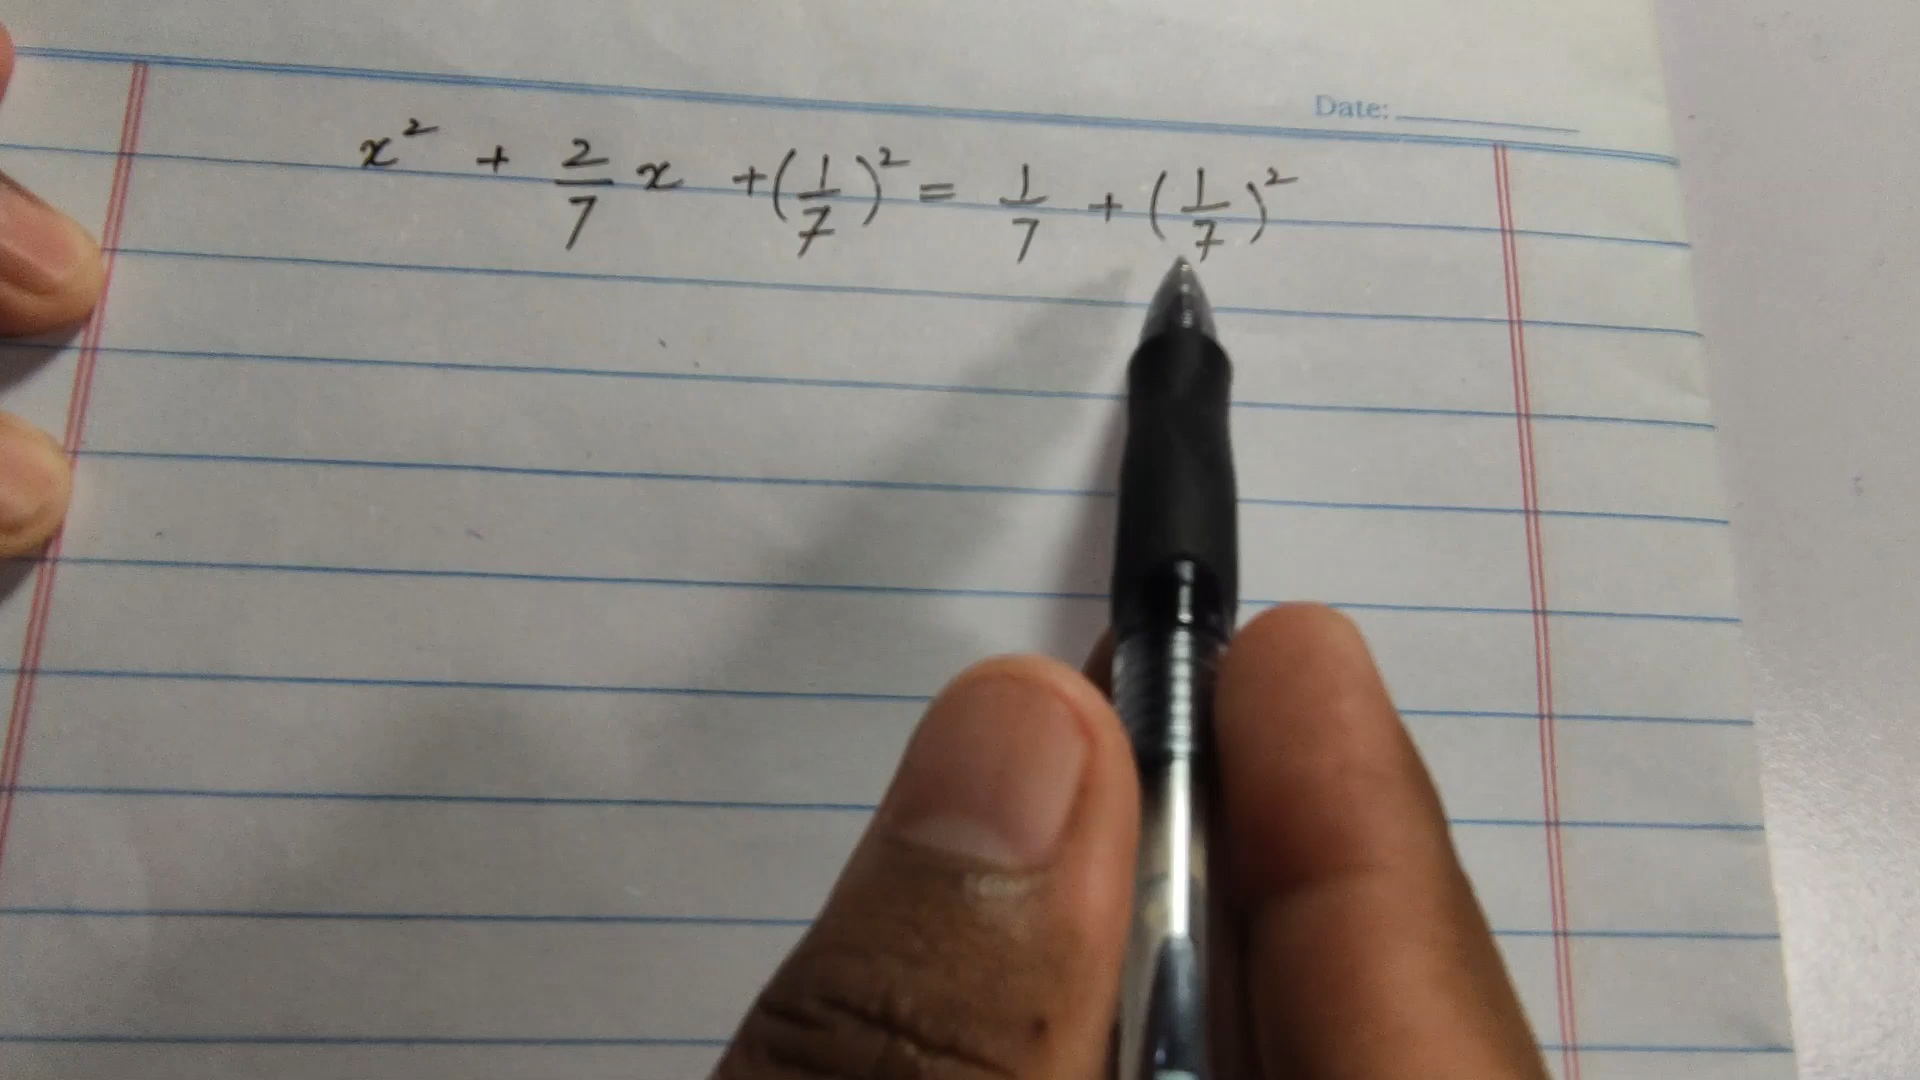 Date:
x² + 2/7 x + (1/7)² = 1/7 + (1/7)²